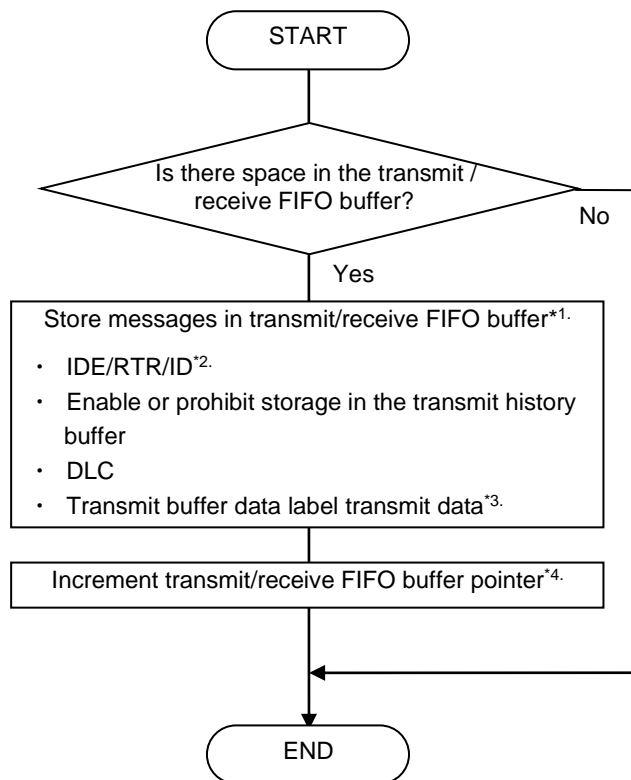 START
Is there space in the transmit /
receive FIFO buffer?
No
Yes
Store messages in transmit/receive FIFO buffer*1.
・ IDE/RTR/ID*2.
・ Enable or prohibit storage in the transmit history
buffer
・ DLC
・ Transmit buffer data label transmit data*3.
Increment transmit/receive FIFO buffer pointer*4.
END